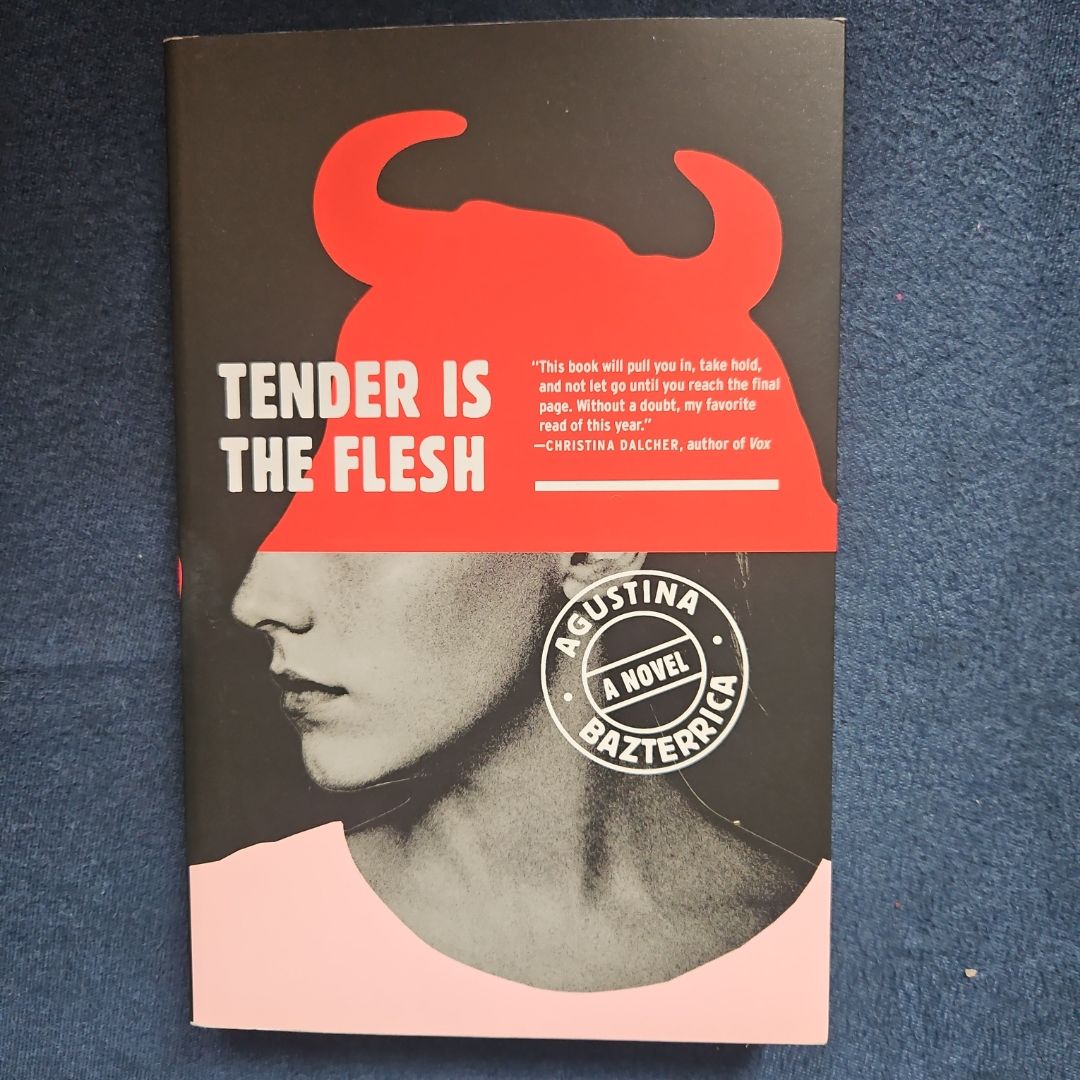 TENDER IS
THE FLESH
“This book will pull you in, take hold,
and not let go until you reach the final
page. Without a doubt, my favorite
read of this year.”
—CHRISTINA DALCHER, author of Vox
AGUSTINA
A NOVEL
BAZTERRICA